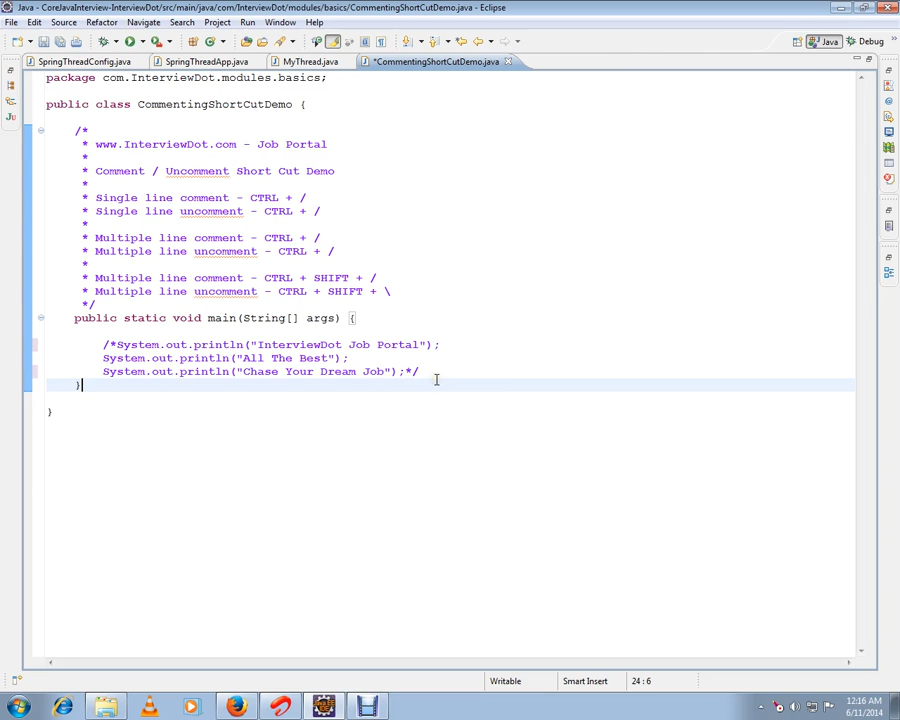 Java - CoreJavaInterview-InterviewDot/src/main/java/com/InterviewDot/modules/basics/CommentingShortCutDemo.java - Eclipse
File Edit Source Refactor Navigate Search Project Run Window Help
Java Debug
SpringThreadConfig.java SpringThreadApp.java MyThread.java *CommentingShortCutDemo.java
package com.InterviewDot.modules.basics;
public class CommentingShortCutDemo {
/*
* www.InterviewDot.com - Job Portal
*
* Comment / Uncomment Short Cut Demo
*
* Single line comment - CTRL + /
* Single line uncomment - CTRL + /
*
* Multiple line comment - CTRL + /
* Multiple line uncomment - CTRL + /
*
* Multiple line comment - CTRL + SHIFT + /
* Multiple line uncomment - CTRL + SHIFT + \
*/
public static void main(String[] args) {
/*System.out.println("InterviewDot Job Portal");
System.out.println("All The Best");
System.out.println("Chase Your Dream Job");*/
}
}
Writable Smart Insert 24 : 6
12:16 AM
6/11/2014